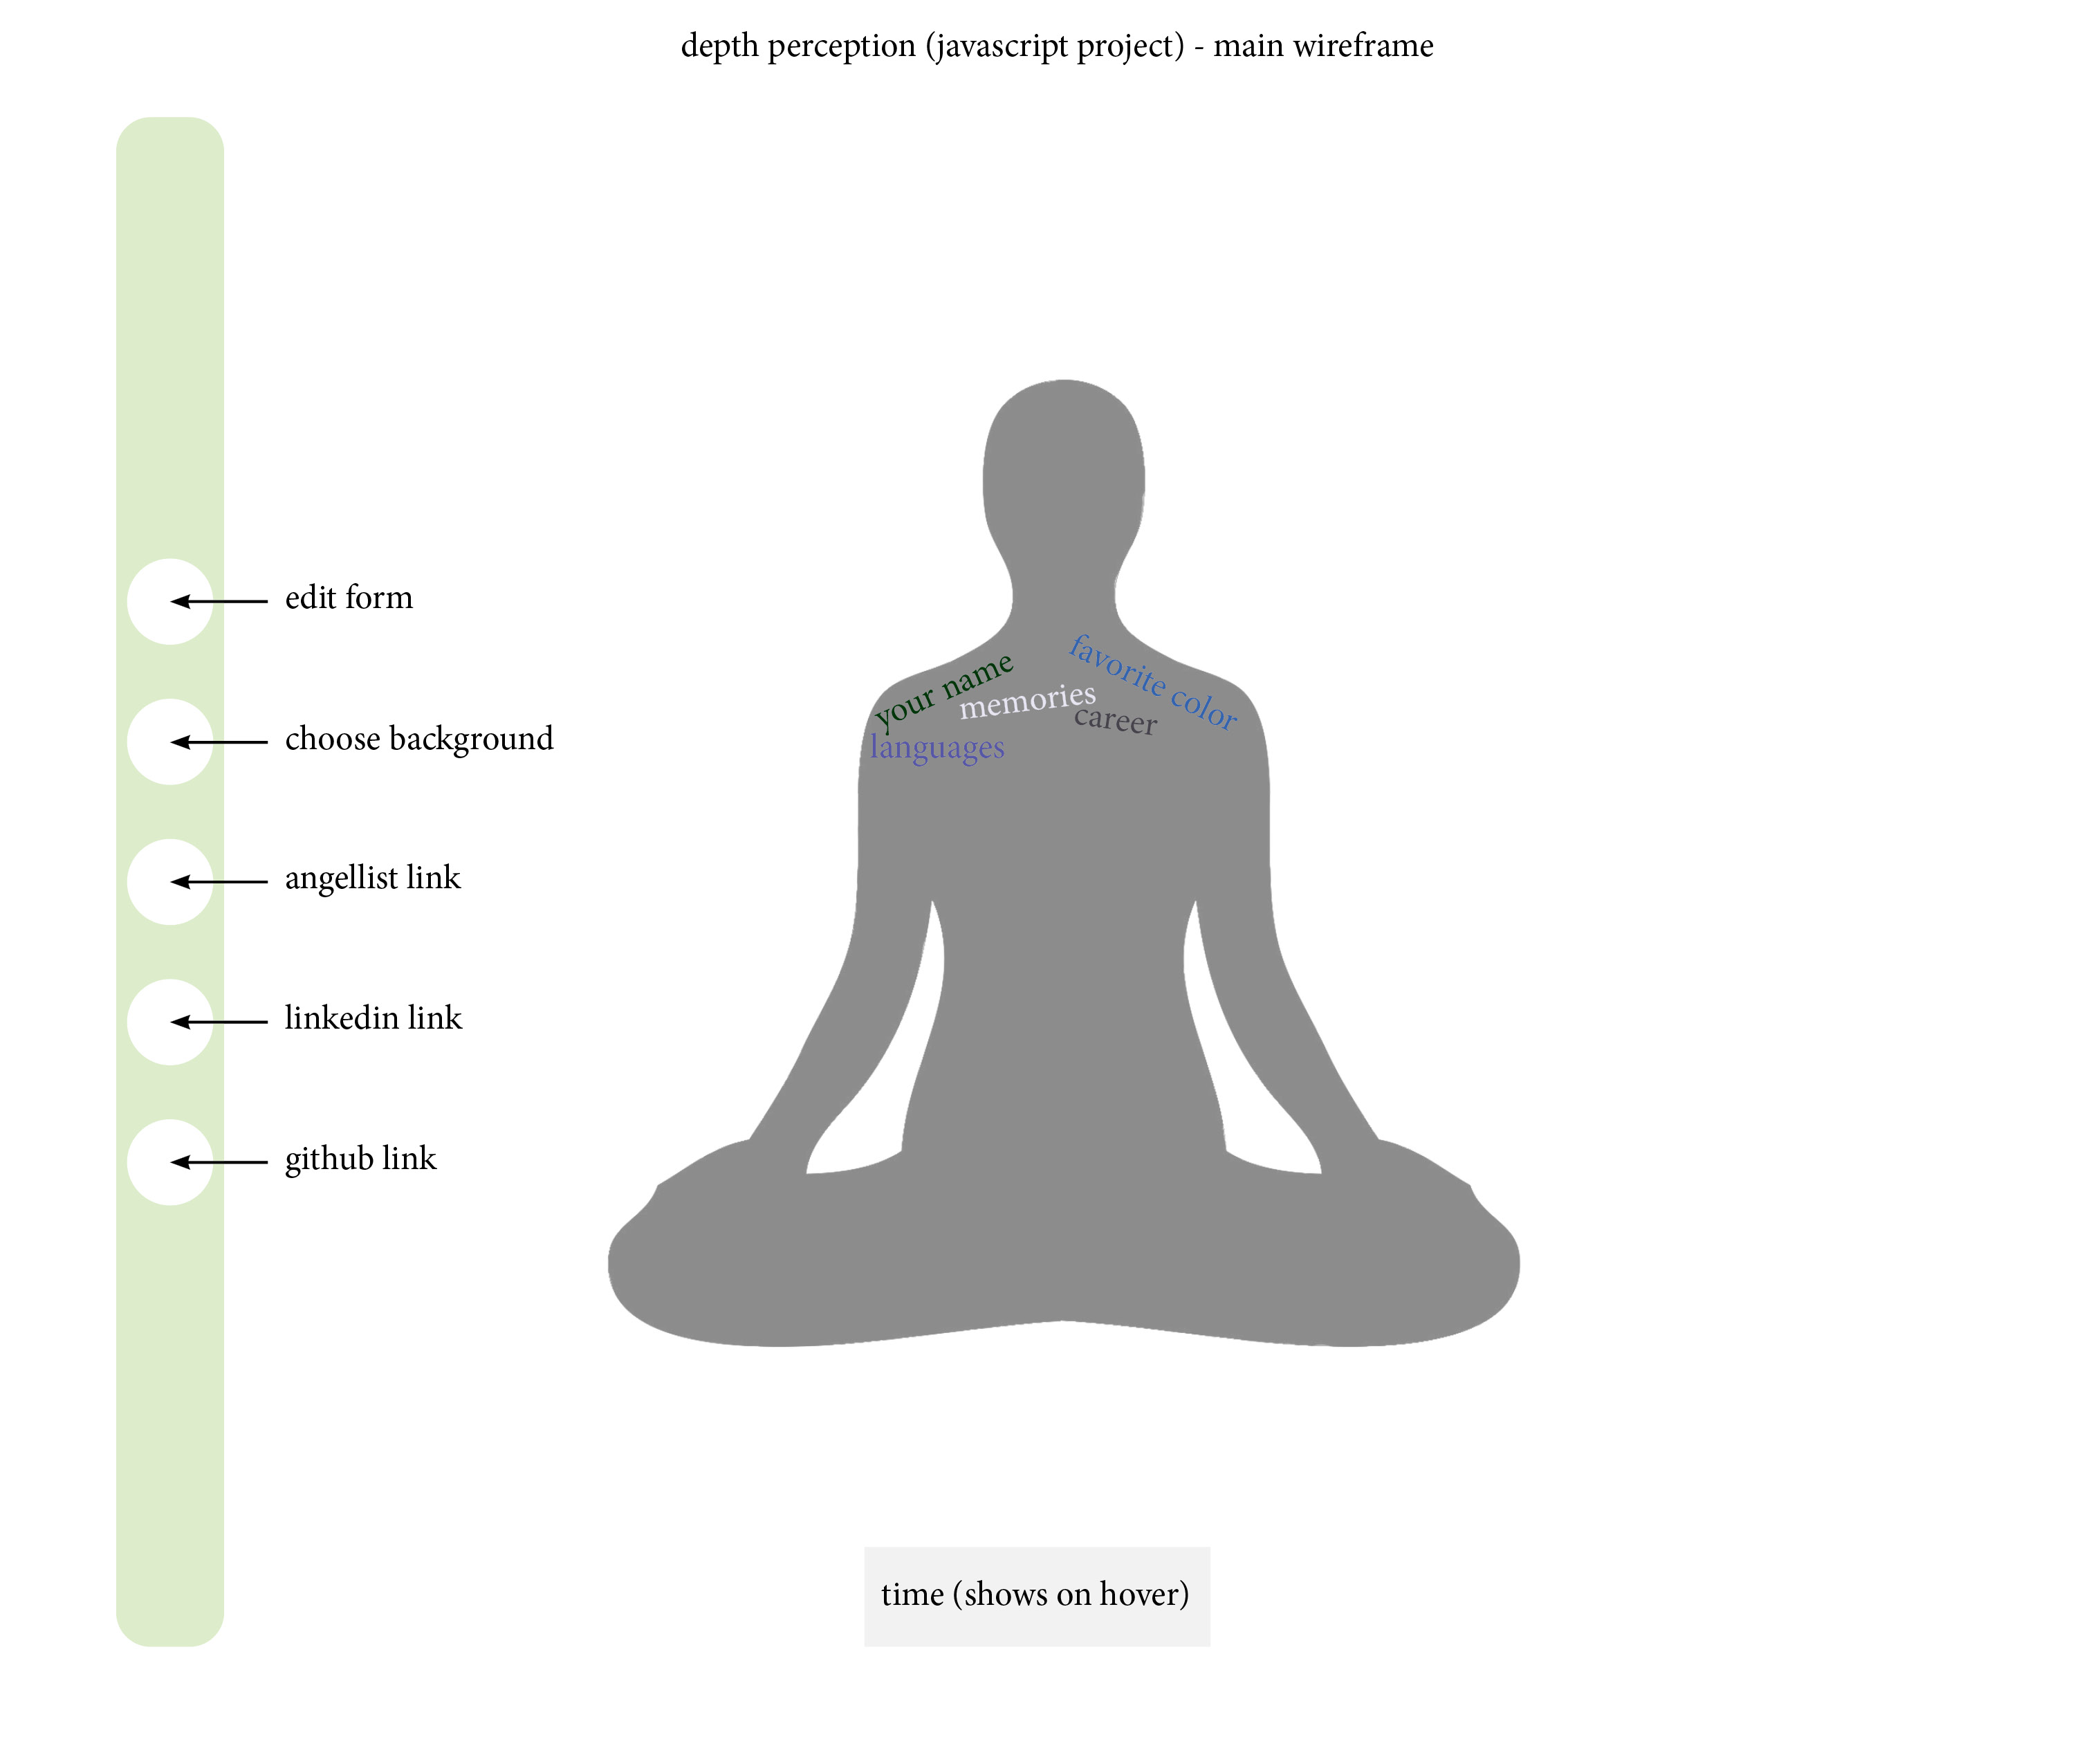 depth perception (javascript project) - main wireframe
edit form
choose background
angellist link
linkedin link
github link
your name
favorite color
memories
career
languages
time (shows on hover)